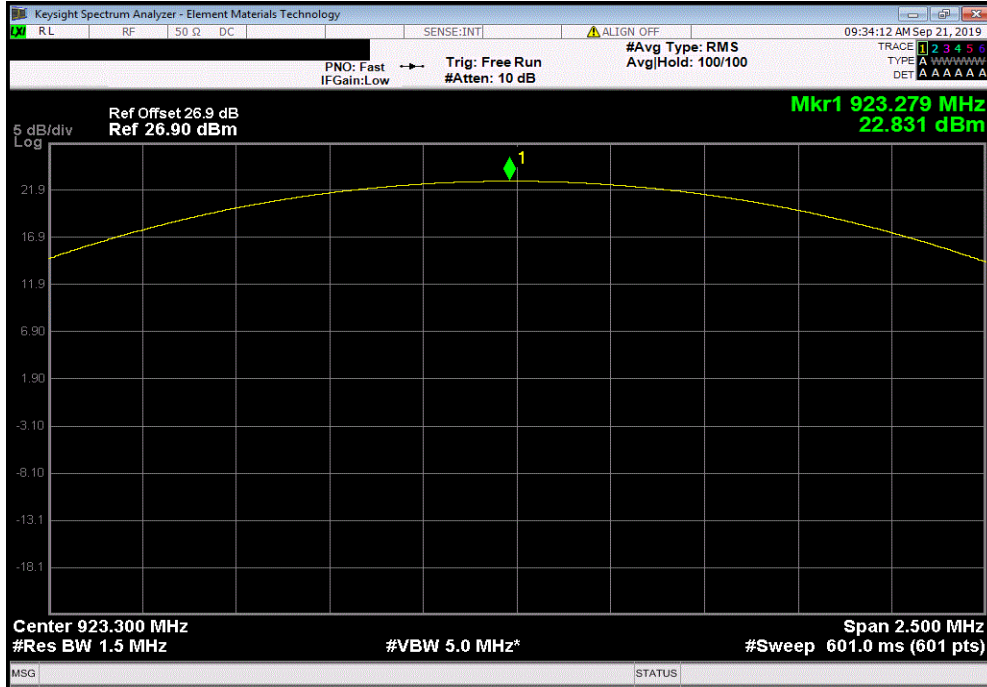 Keysight Spectrum Analyzer - Element Materials Technology
LXI RL RF 50 Ω DC SENSE:INT ALIGN OFF 09:34:12 AM Sep 21, 2019
PNO: Fast
IFGain:Low
Trig: Free Run
#Atten: 10 dB
#Avg Type: RMS
Avg|Hold: 100/100
TRACE 1 2 3 4 5 6
TYPE A WWWWW
DET A A A A A A
Mkr1 923.279 MHz
22.831 dBm
Ref Offset 26.9 dB
5 dB/div Ref 26.90 dBm
Log
1
21.9
16.9
11.9
6.90
1.90
-3.10
-8.10
-13.1
-18.1
Center 923.300 MHz Span 2.500 MHz
#Res BW 1.5 MHz #VBW 5.0 MHz* #Sweep 601.0 ms (601 pts)
MSG STATUS